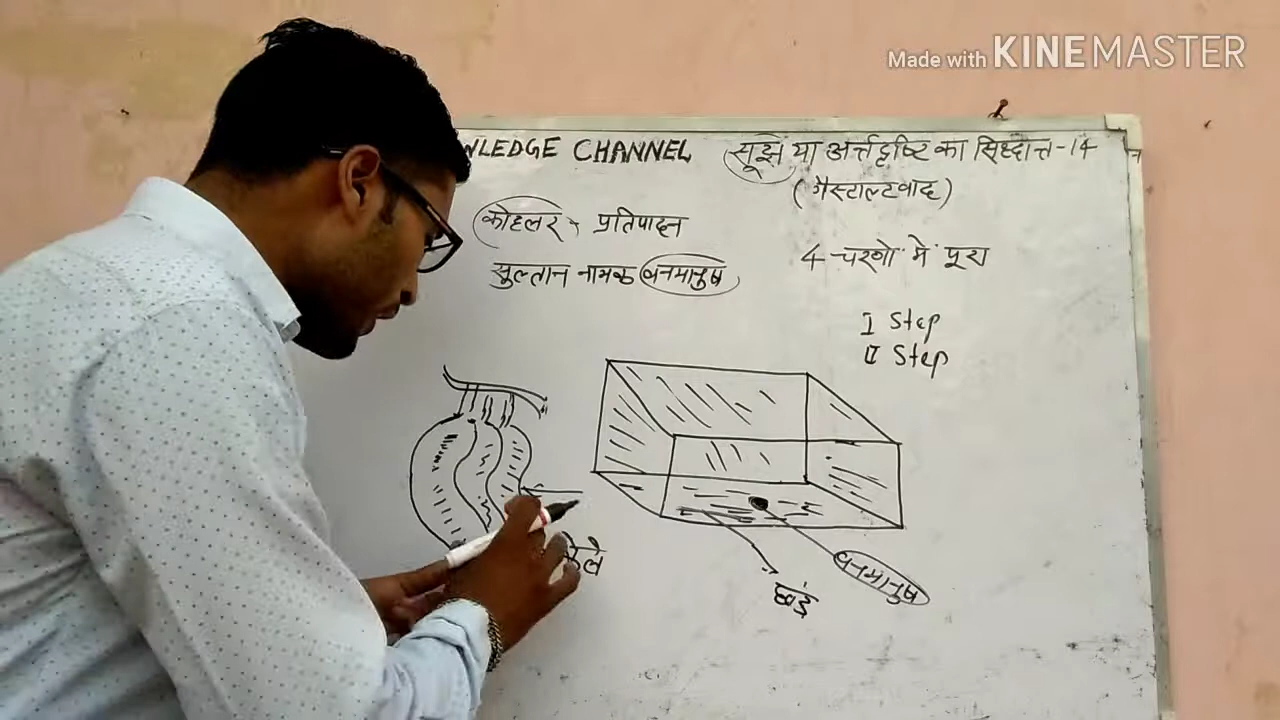 Made with KINEMASTER
WLEDGE CHANNEL
सूझ या अर्न्तदृष्टि का सिध्दान्त-14
(गैस्टाल्टवाद)
कोहलर प्रतिपादन
सुल्तान नामक वनमानुष
4 चरणो में पूरा
I Step
II Step
वनमानुष
छड़े